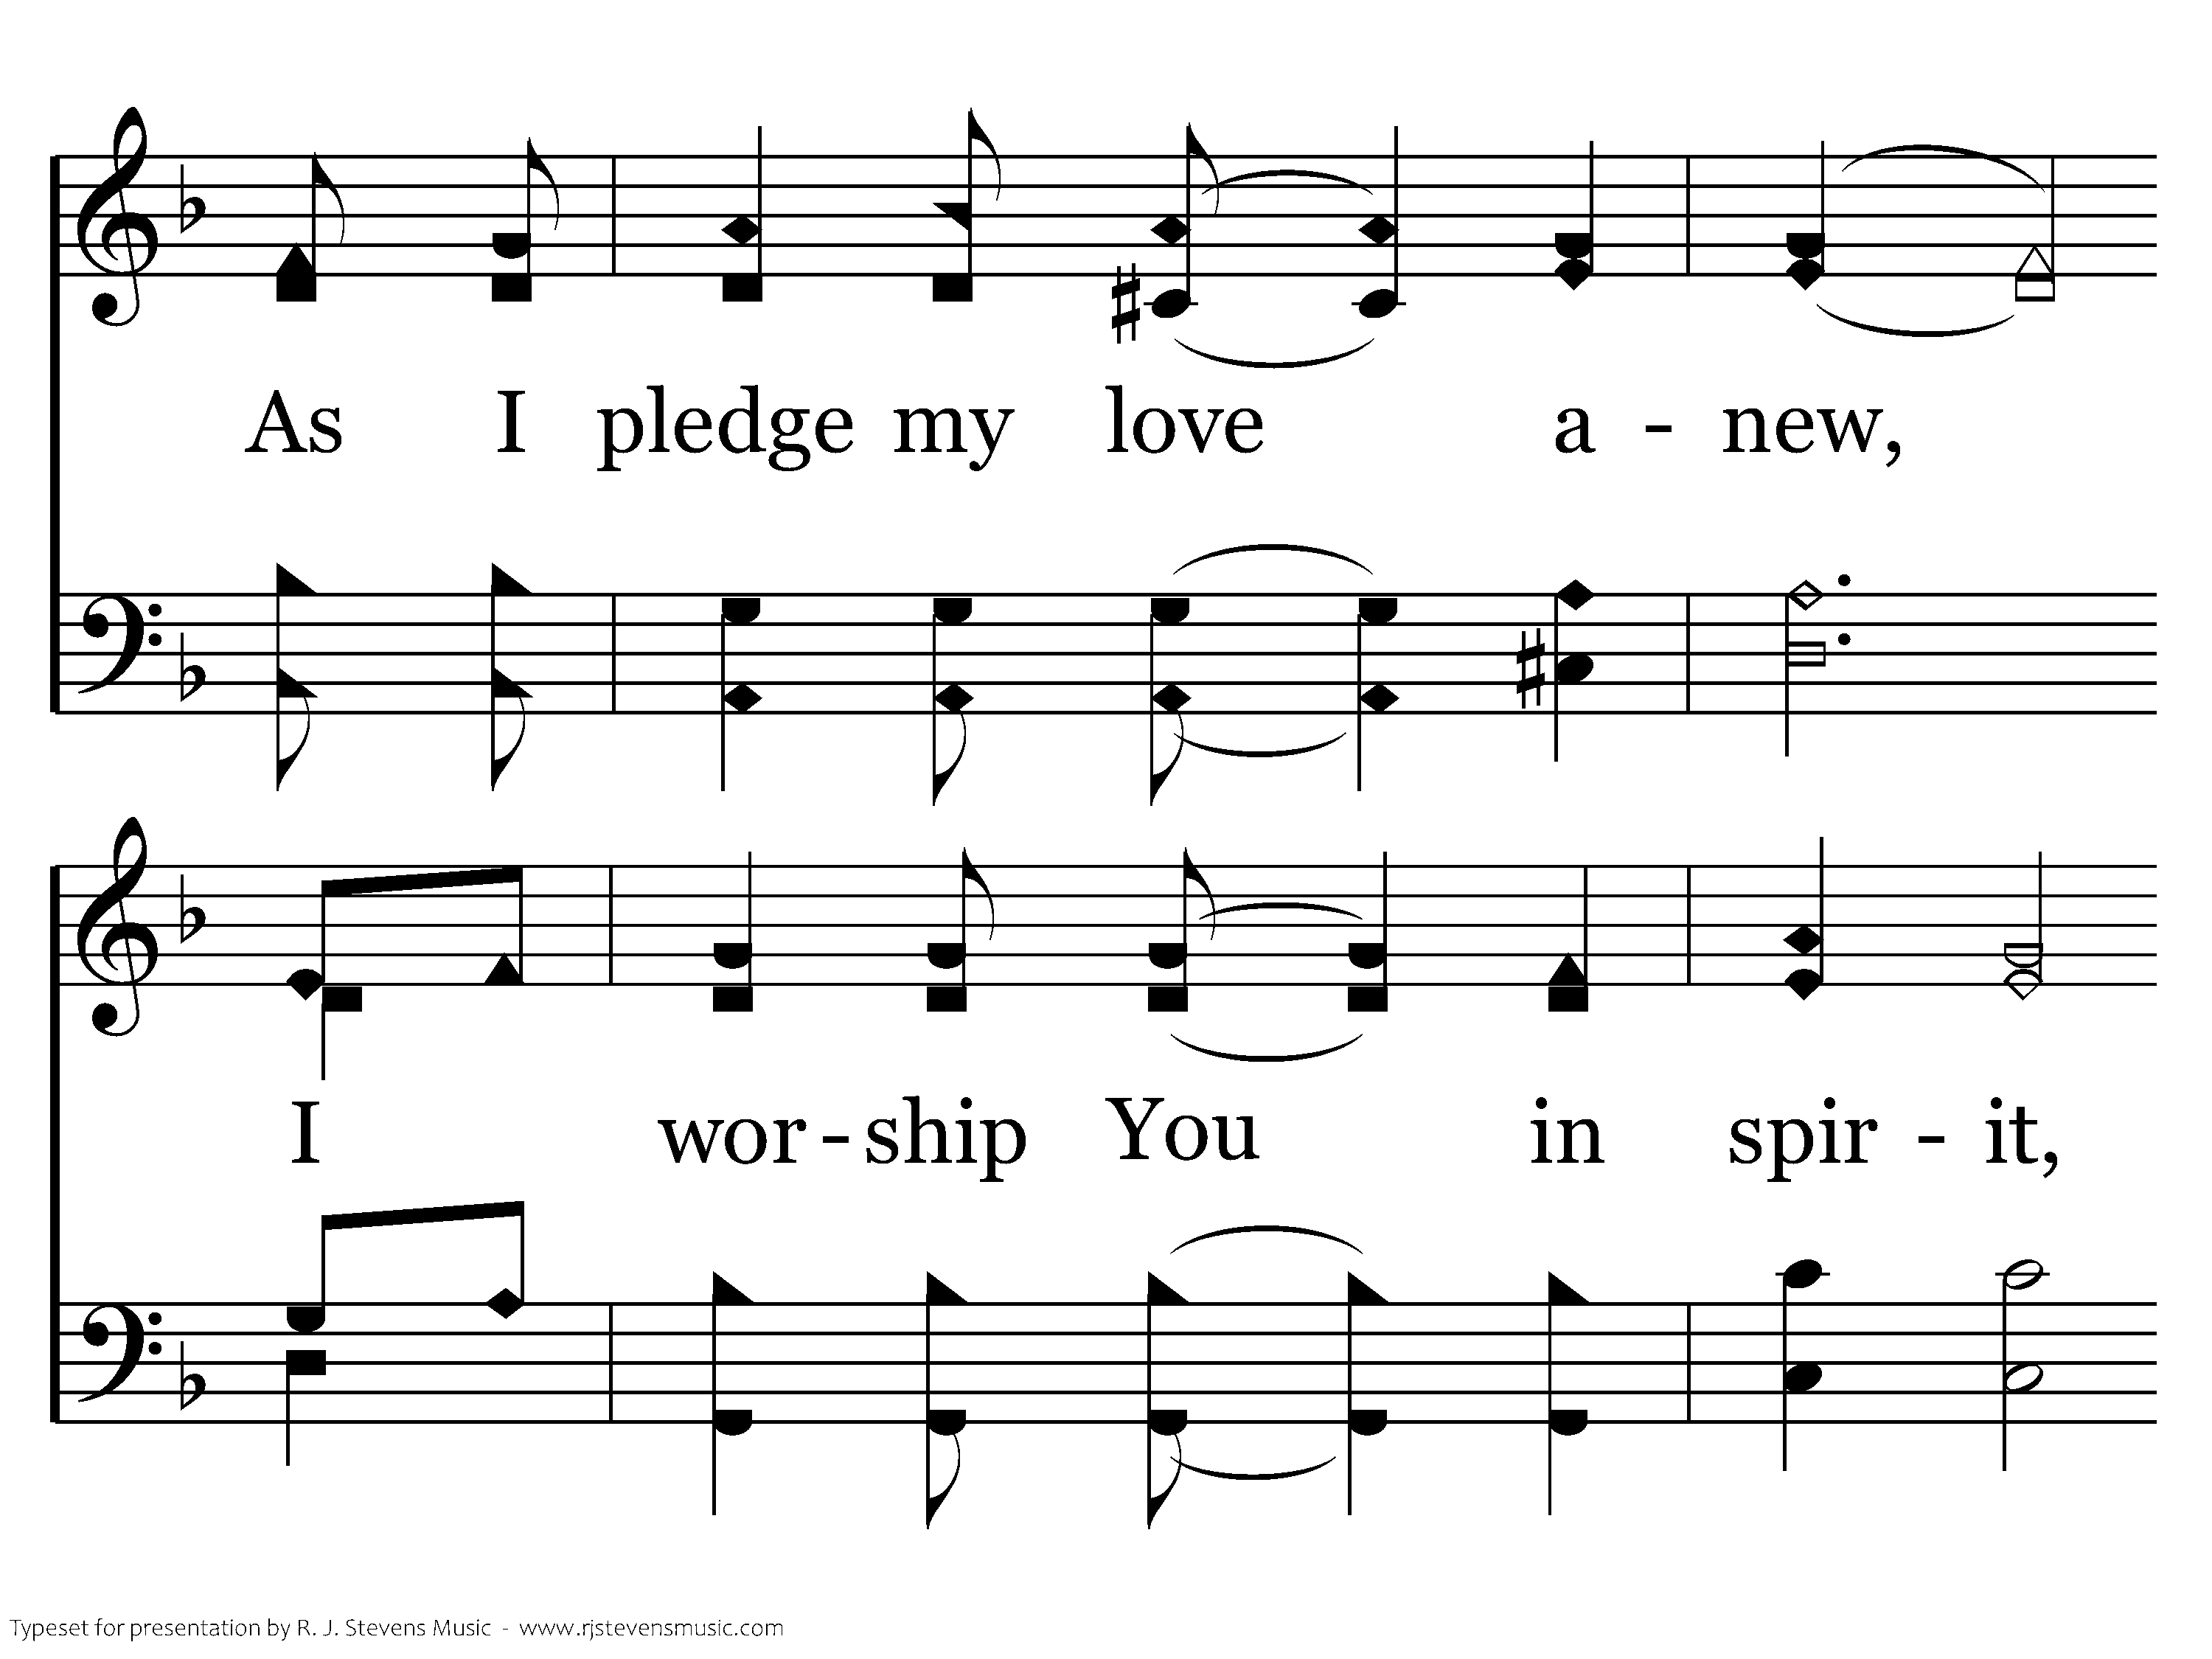 As I pledge my love a - new,
I wor - ship You in spir - it,
Typeset for presentation by R. J. Stevens Music - www.rjstevensmusic.com